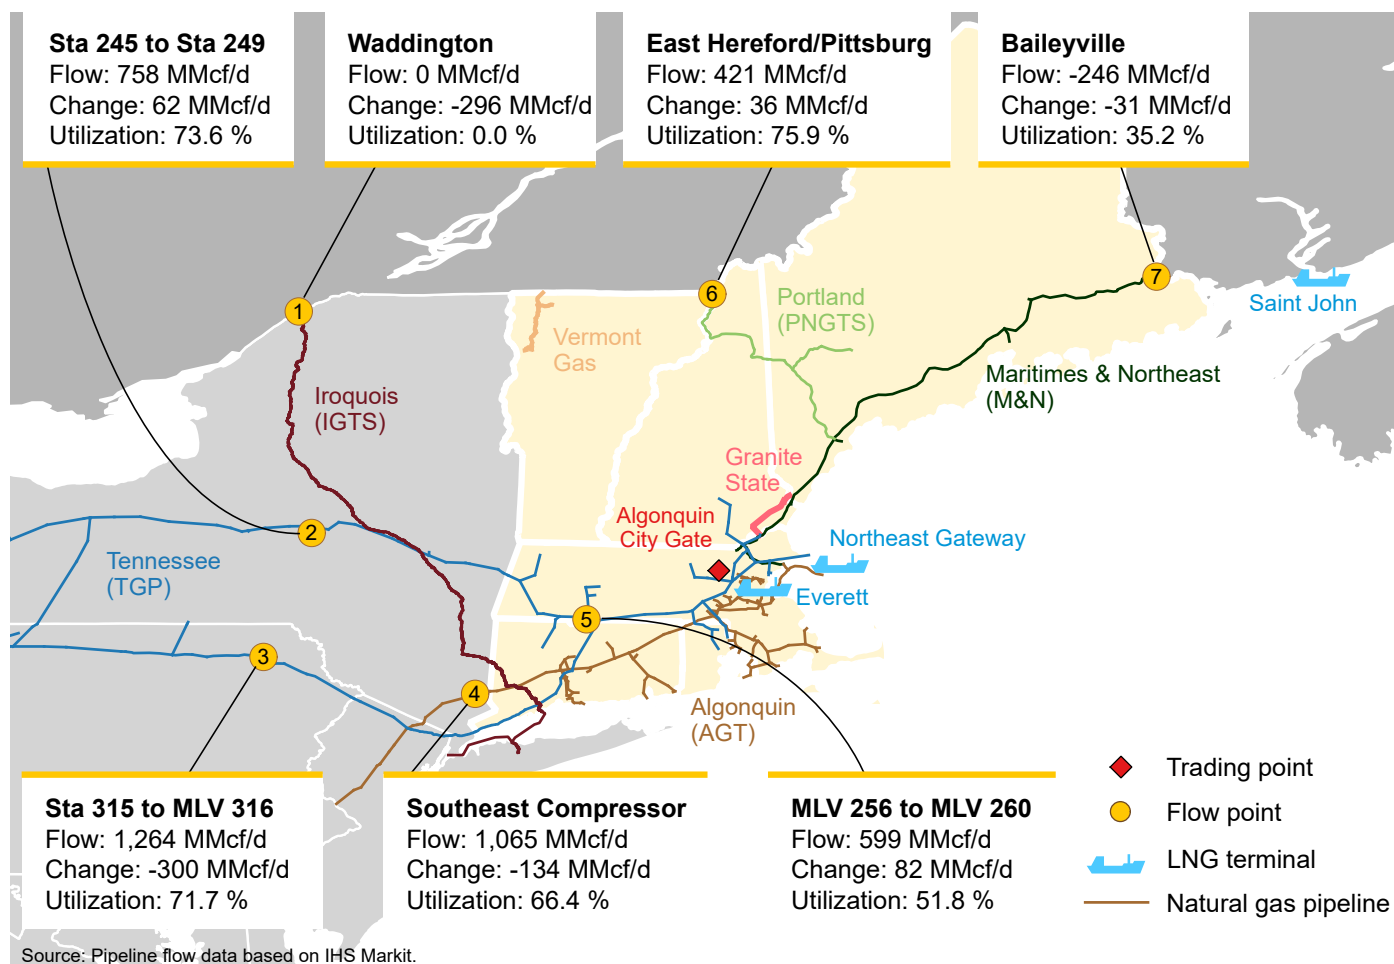 Sta 245 to Sta 249
Flow: 758 MMcf/d
Change: 62 MMcf/d
Utilization: 73.6 %
Waddington
Flow: 0 MMcf/d
Change: -296 MMcf/d
Utilization: 0.0 %
East Hereford/Pittsburg
Flow: 421 MMcf/d
Change: 36 MMcf/d
Utilization: 75.9 %
Baileyville
Flow: -246 MMcf/d
Change: -31 MMcf/d
Utilization: 35.2 %
1
6
7
Saint John
Vermont
Gas
Portland
(PNGTS)
Iroquois
(IGTS)
Maritimes & Northeast
(M&N)
Granite
State
2
Algonquin
City Gate
Northeast Gateway
Tennessee
(TGP)
Everett
5
3
4
Algonquin
(AGT)
Sta 315 to MLV 316
Flow: 1,264 MMcf/d
Change: -300 MMcf/d
Utilization: 71.7 %
Southeast Compressor
Flow: 1,065 MMcf/d
Change: -134 MMcf/d
Utilization: 66.4 %
MLV 256 to MLV 260
Flow: 599 MMcf/d
Change: 82 MMcf/d
Utilization: 51.8 %
Trading point
Flow point
LNG terminal
Natural gas pipeline
Source: Pipeline flow data based on IHS Markit.